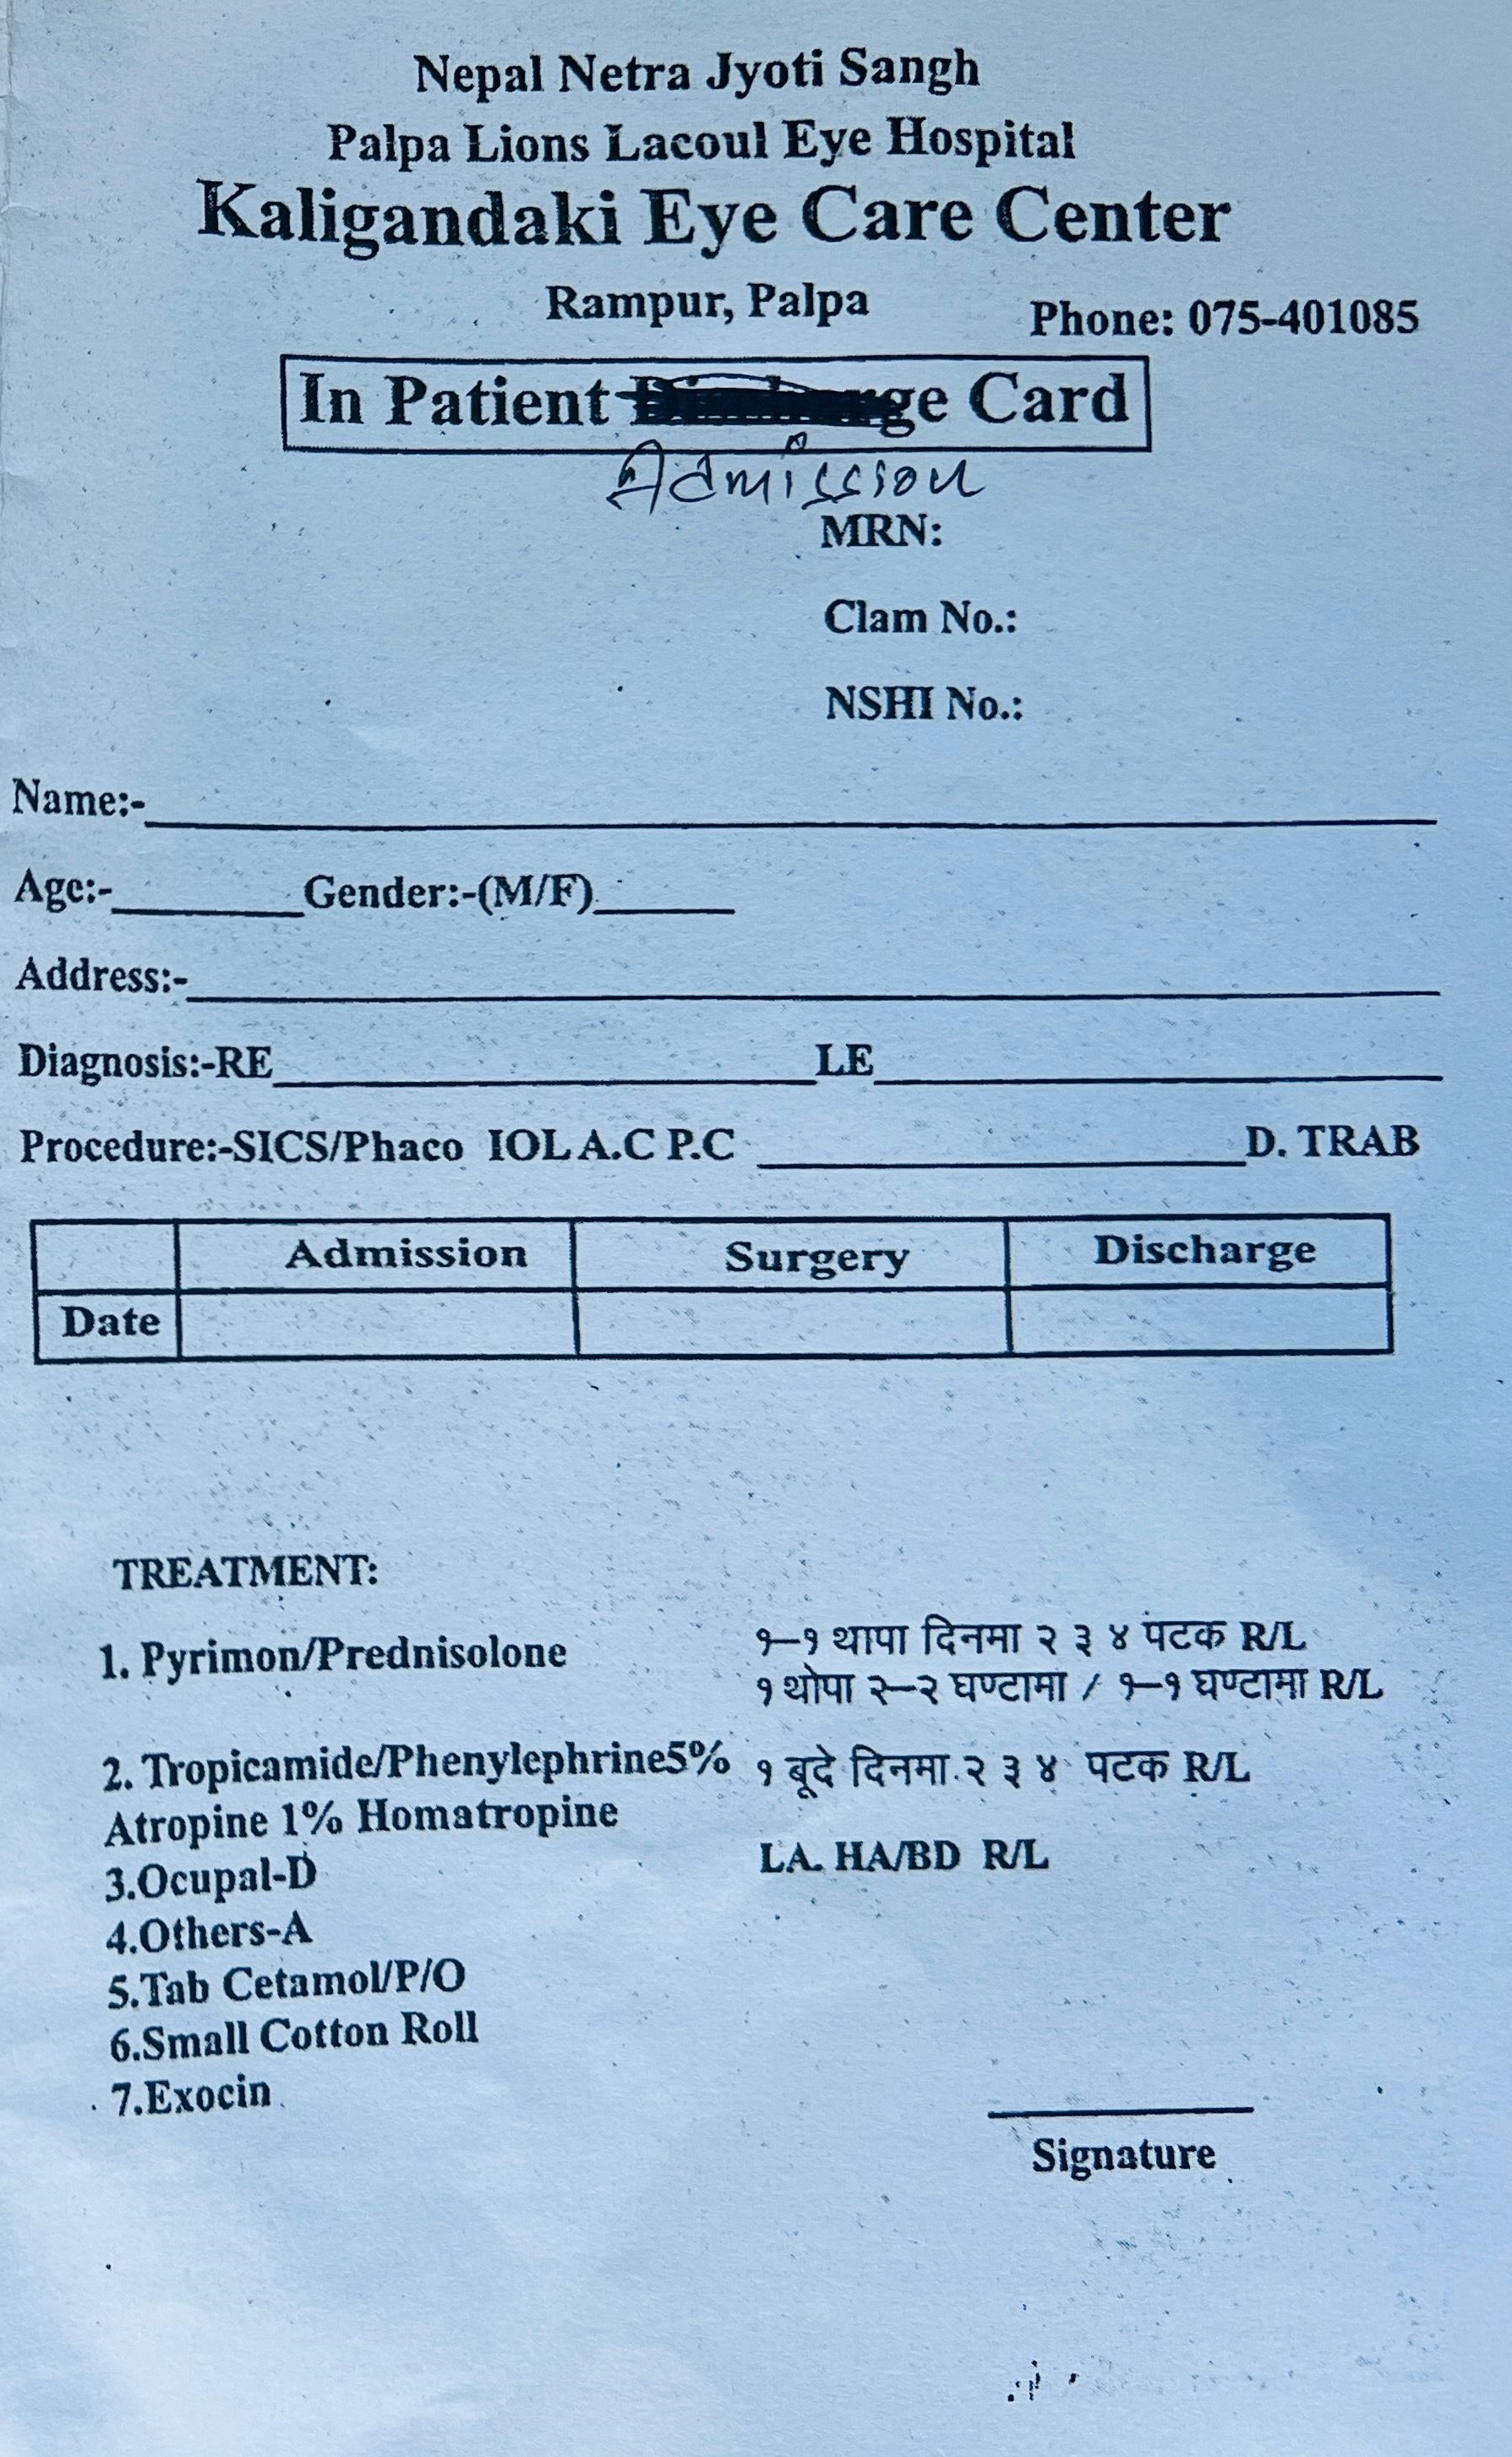 Nepal Netra Jyoti Sangh
Palpa Lions Lacoul Eye Hospital
Kaligandaki Eye Care Center
Rampur, Palpa Phone: 075-401085
In Patient Discharge Card
Admission
MRN:
Clam No.:
NSHI No.:
Name:-
Age:- Gender:-(M/F)
Address:-
Diagnosis:-RE LE
Procedure:-SICS/Phaco IOL A.C P.C D. TRAB
Admission Surgery Discharge
Date
TREATMENT:
1. Pyrimon/Prednisolone १–१ थापा दिनमा २ ३ ४ पटक R/L
१ थोपा २–२ घण्टामा / १–१ घण्टामा R/L
2. Tropicamide/Phenylephrine5% १ बूदे दिनमा २ ३ ४ पटक R/L
Atropine 1% Homatropine
3.Ocupal-D LA. HA/BD R/L
4.Others-A
5.Tab Cetamol/P/O
6.Small Cotton Roll
7.Exocin
Signature